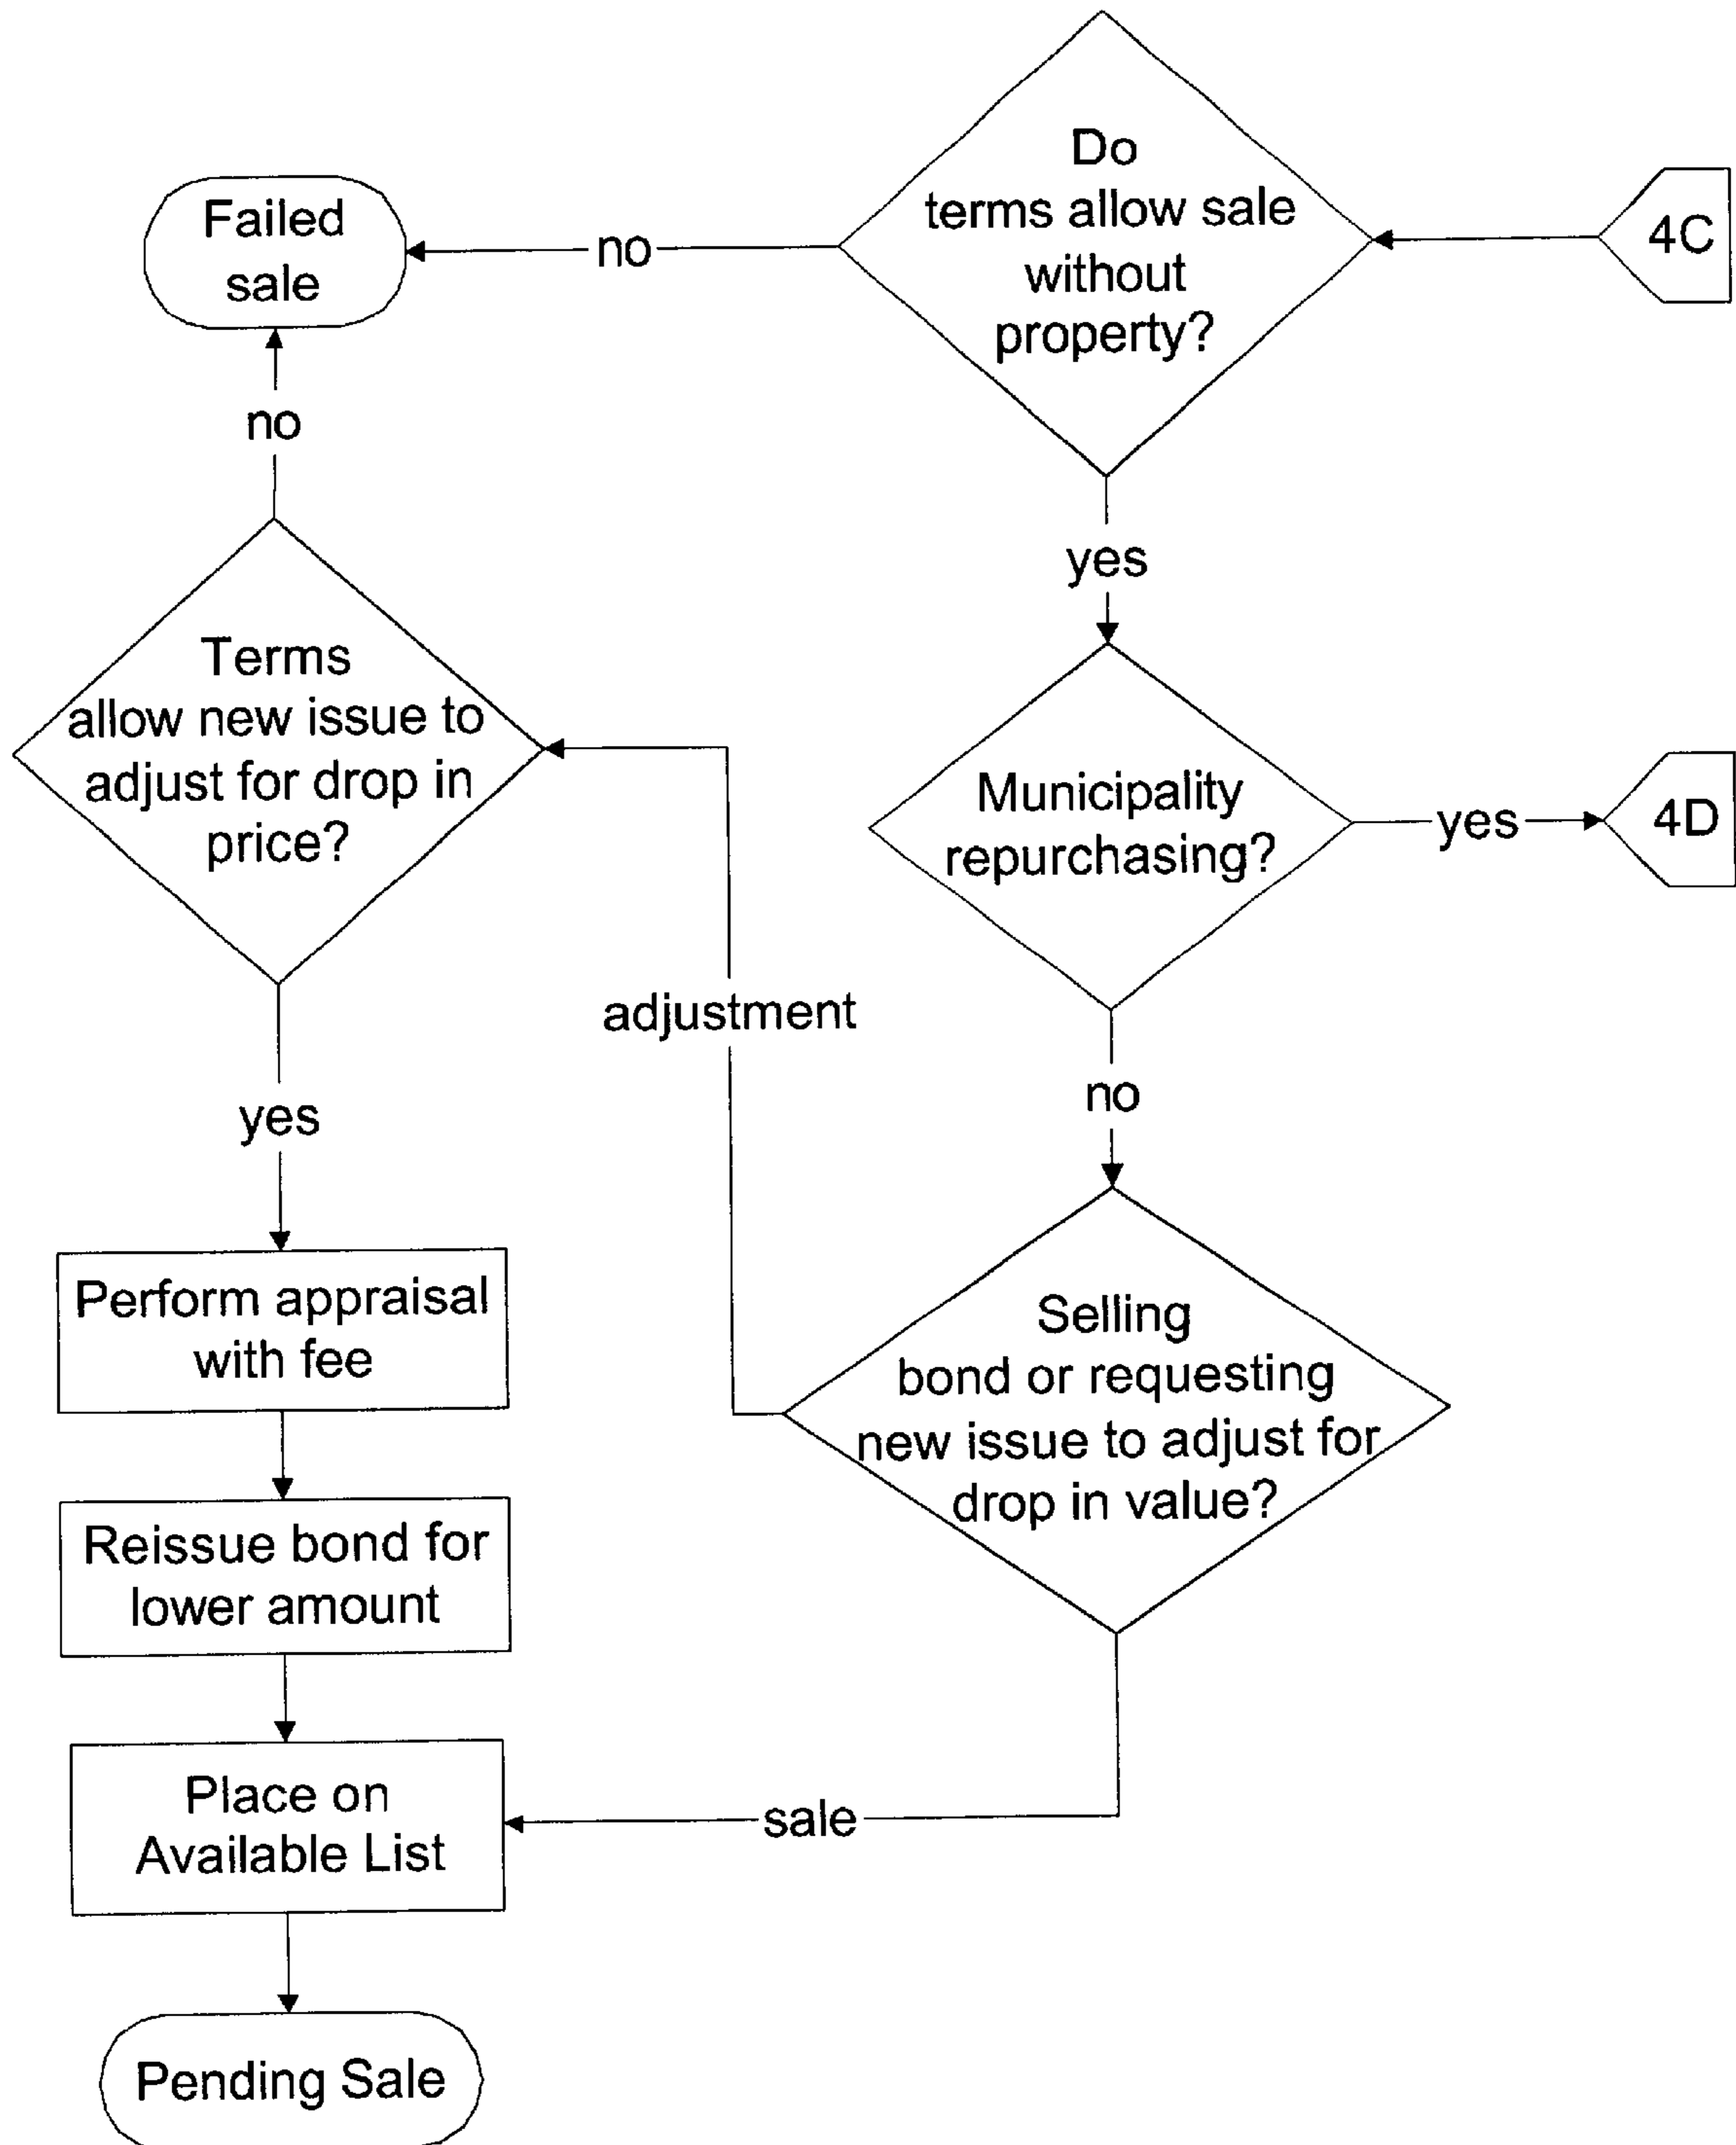 Do
terms allow sale
without
property?
4C
no
Failed
sale
no
yes
Terms
allow new issue to
adjust for drop in
price?
Municipality
repurchasing?
yes
4D
adjustment
yes
no
Perform appraisal
with fee
Selling
bond or requesting
new issue to adjust for
drop in value?
Reissue bond for
lower amount
Place on
Available List
sale
Pending Sale